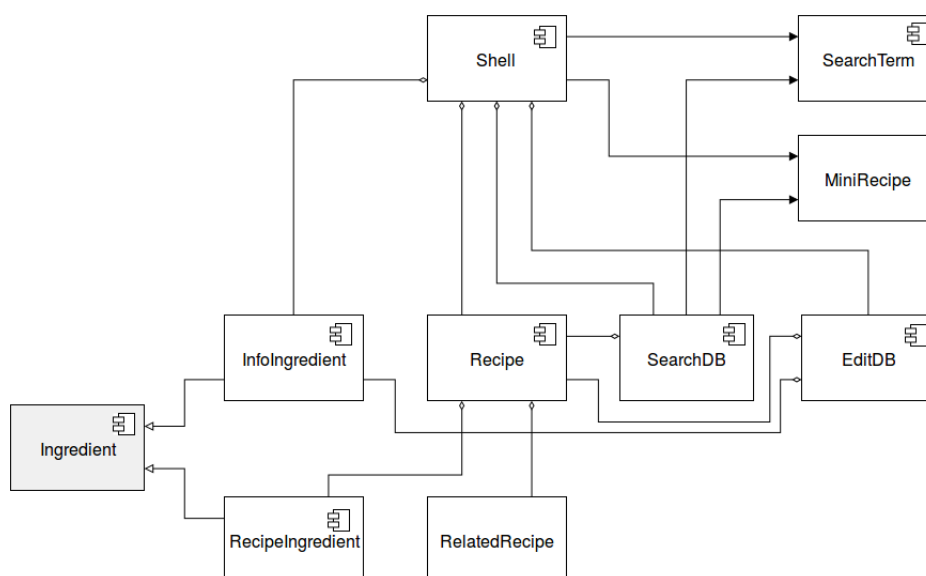 Shell
SearchTerm
MiniRecipe
InfoIngredient
Recipe
SearchDB
EditDB
Ingredient
RecipeIngredient
RelatedRecipe